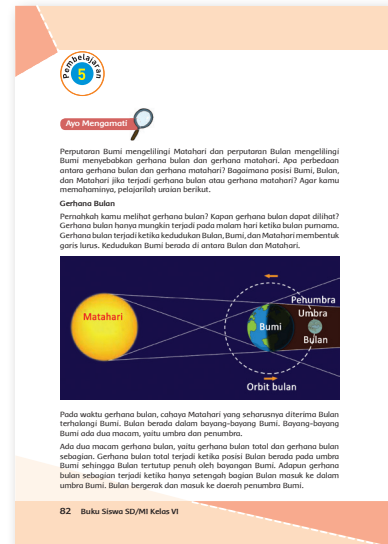 Pembelajaran
5
Ayo Mengamati
Perputaran Bumi mengelilingi Matahari dan perputaran Bulan mengelilingi
Bumi menyebabkan gerhana bulan dan gerhana matahari. Apa perbedaan
antara gerhana bulan dan gerhana matahari? Bagaimana posisi Bumi, Bulan,
dan Matahari jika terjadi gerhana bulan atau gerhana matahari? Agar kamu
memahaminya, pelajarilah uraian berikut.
Gerhana Bulan
Pernahkah kamu melihat gerhana bulan? Kapan gerhana bulan dapat dilihat?
Gerhana bulan hanya mungkin terjadi pada malam hari ketika bulan purnama.
Gerhana bulan terjadi ketika kedudukan Bulan, Bumi, dan Matahari membentuk
garis lurus. Kedudukan Bumi berada di antara Bulan dan Matahari.
Matahari
Penumbra
Umbra
Bumi
Bulan
Orbit bulan
Pada waktu gerhana bulan, cahaya Matahari yang seharusnya diterima Bulan
terhalangi Bumi. Bulan berada dalam bayang-bayang Bumi. Bayang-bayang
Bumi ada dua macam, yaitu umbra dan penumbra.
Ada dua macam gerhana bulan, yaitu gerhana bulan total dan gerhana bulan
sebagian. Gerhana bulan total terjadi ketika posisi Bulan berada pada umbra
Bumi sehingga Bulan tertutup penuh oleh bayangan Bumi. Adapun gerhana
bulan sebagian terjadi ketika hanya setengah bagian Bulan masuk ke dalam
umbra Bumi. Bulan bergerak dan masuk ke daerah penumbra Bumi.
82 Buku Siswa SD/MI Kelas VI